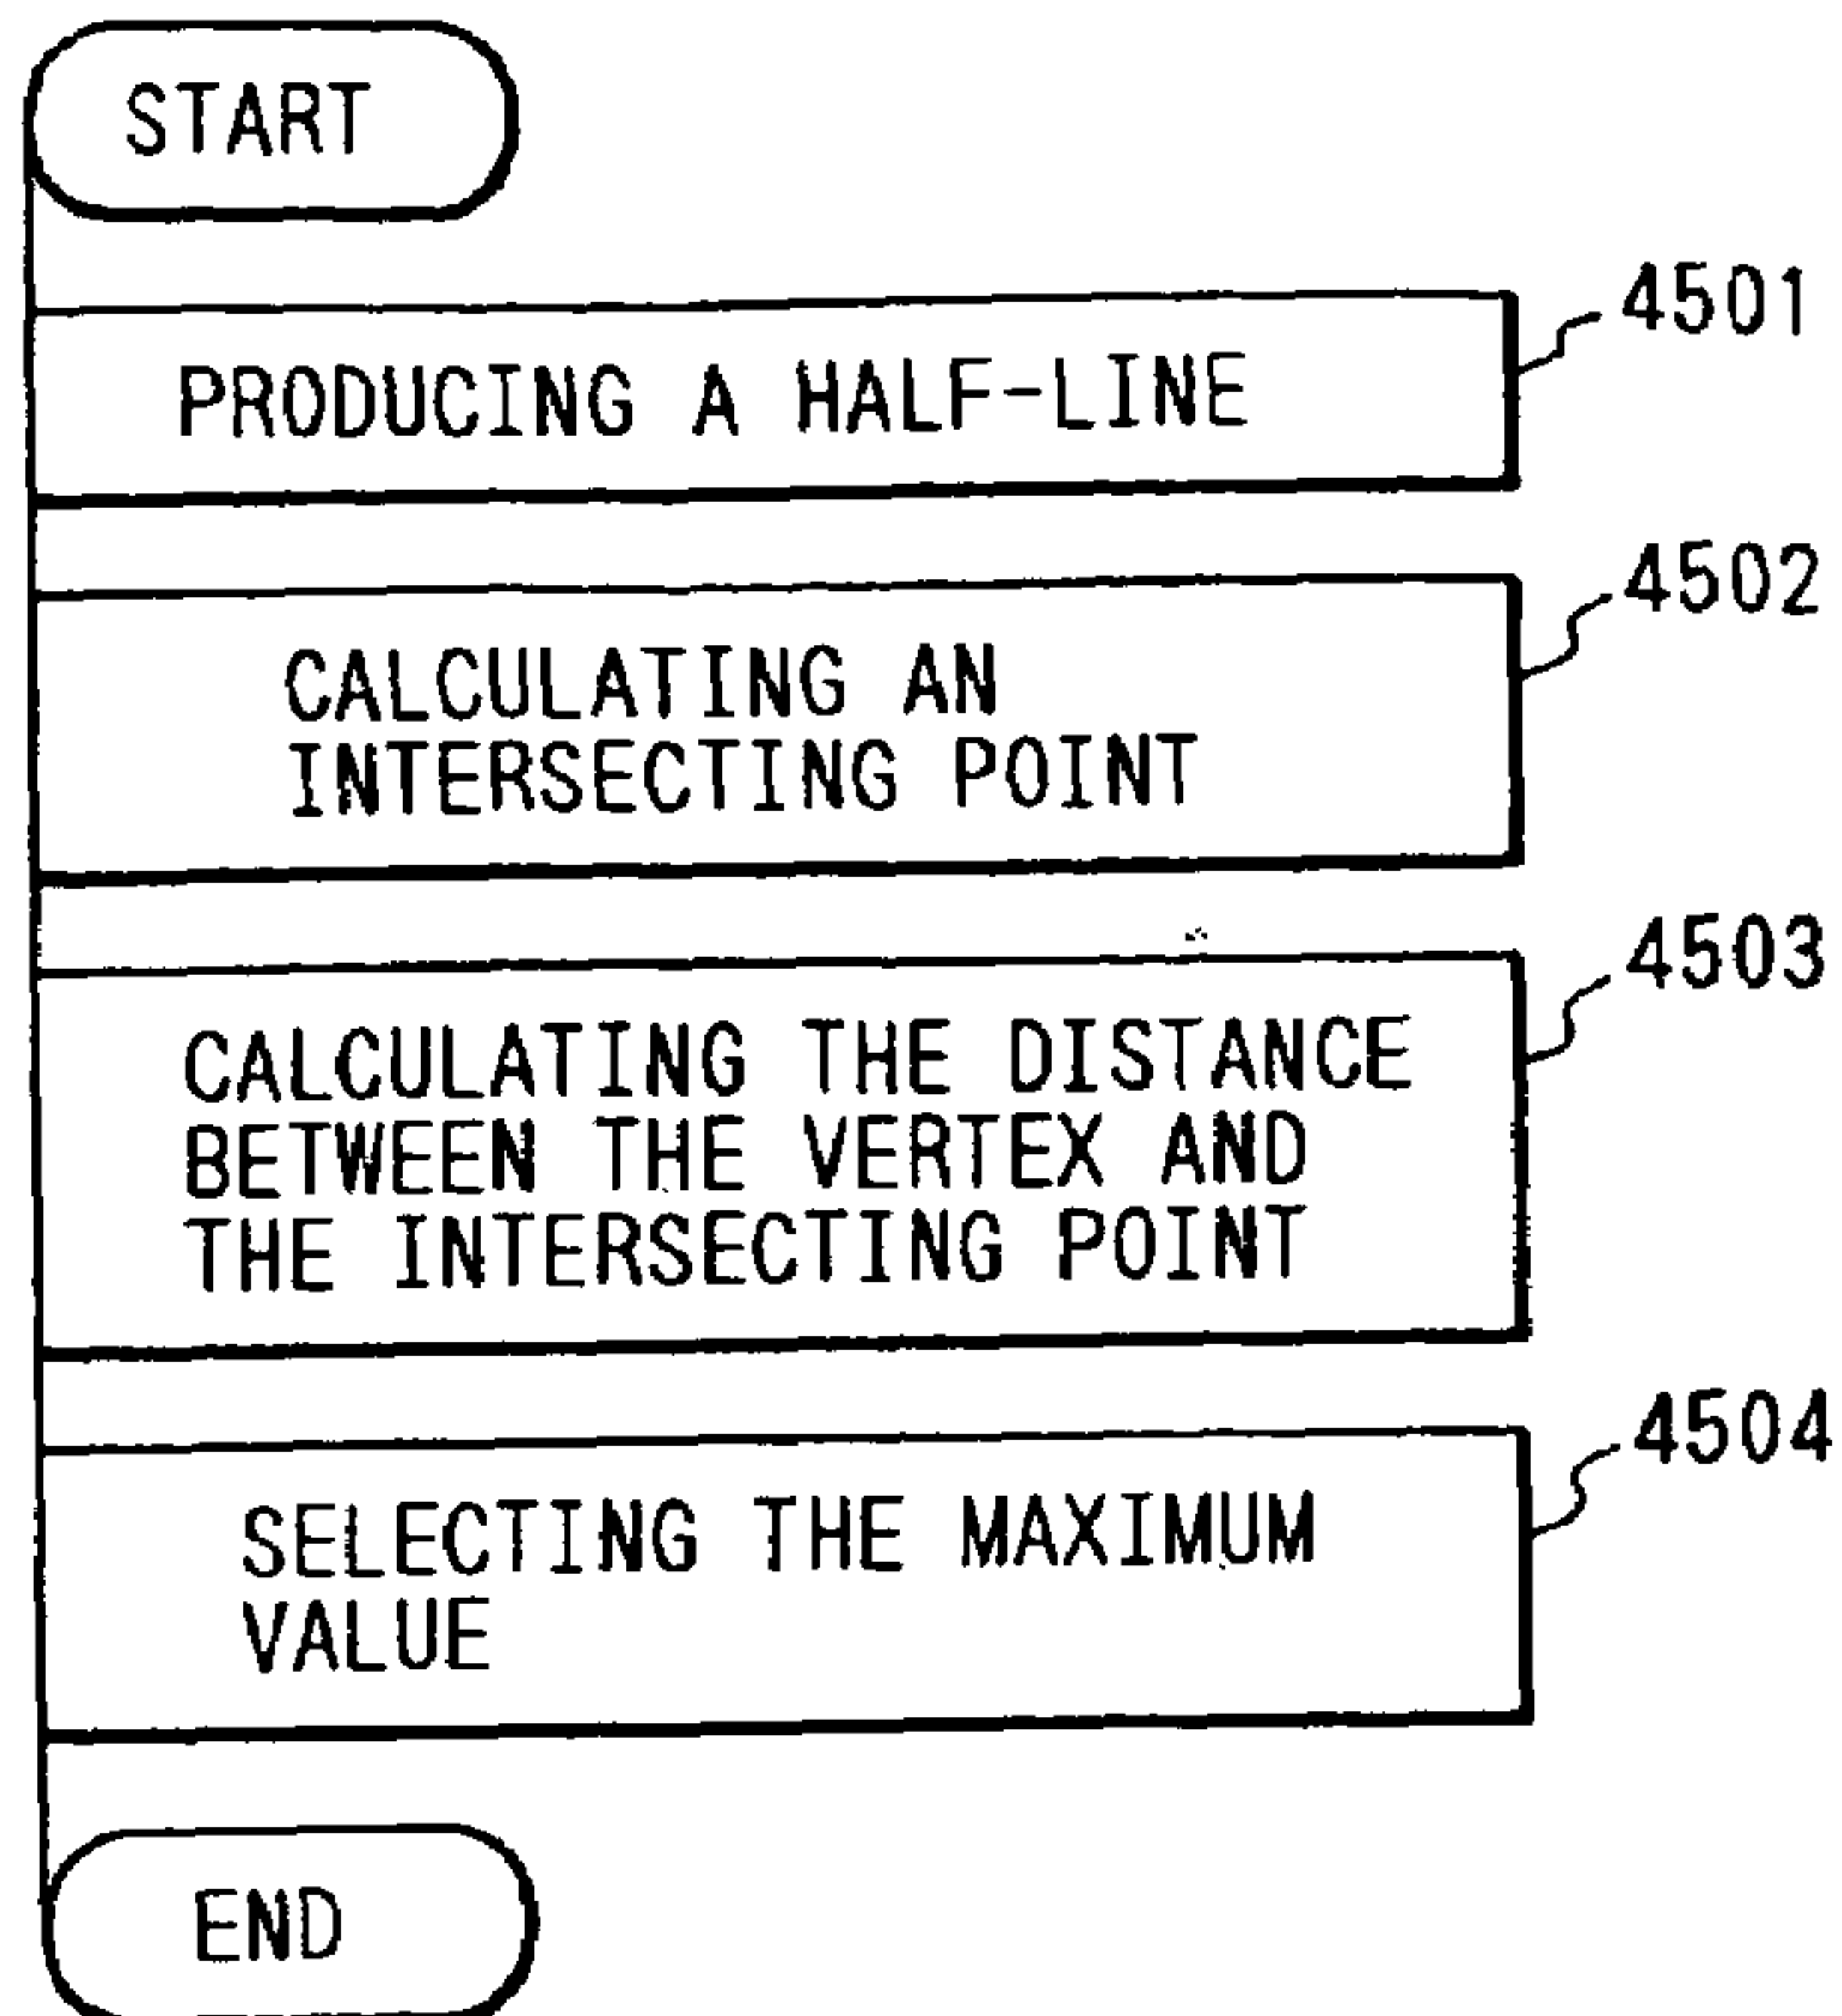 START
4501
PRODUCING A HALF-LINE
4502
CALCULATING AN
INTERSECTING POINT
4503
CALCULATING THE DISTANCE
BETWEEN THE VERTEX AND
THE INTERSECTING POINT
4504
SELECTING THE MAXIMUM
VALUE
END